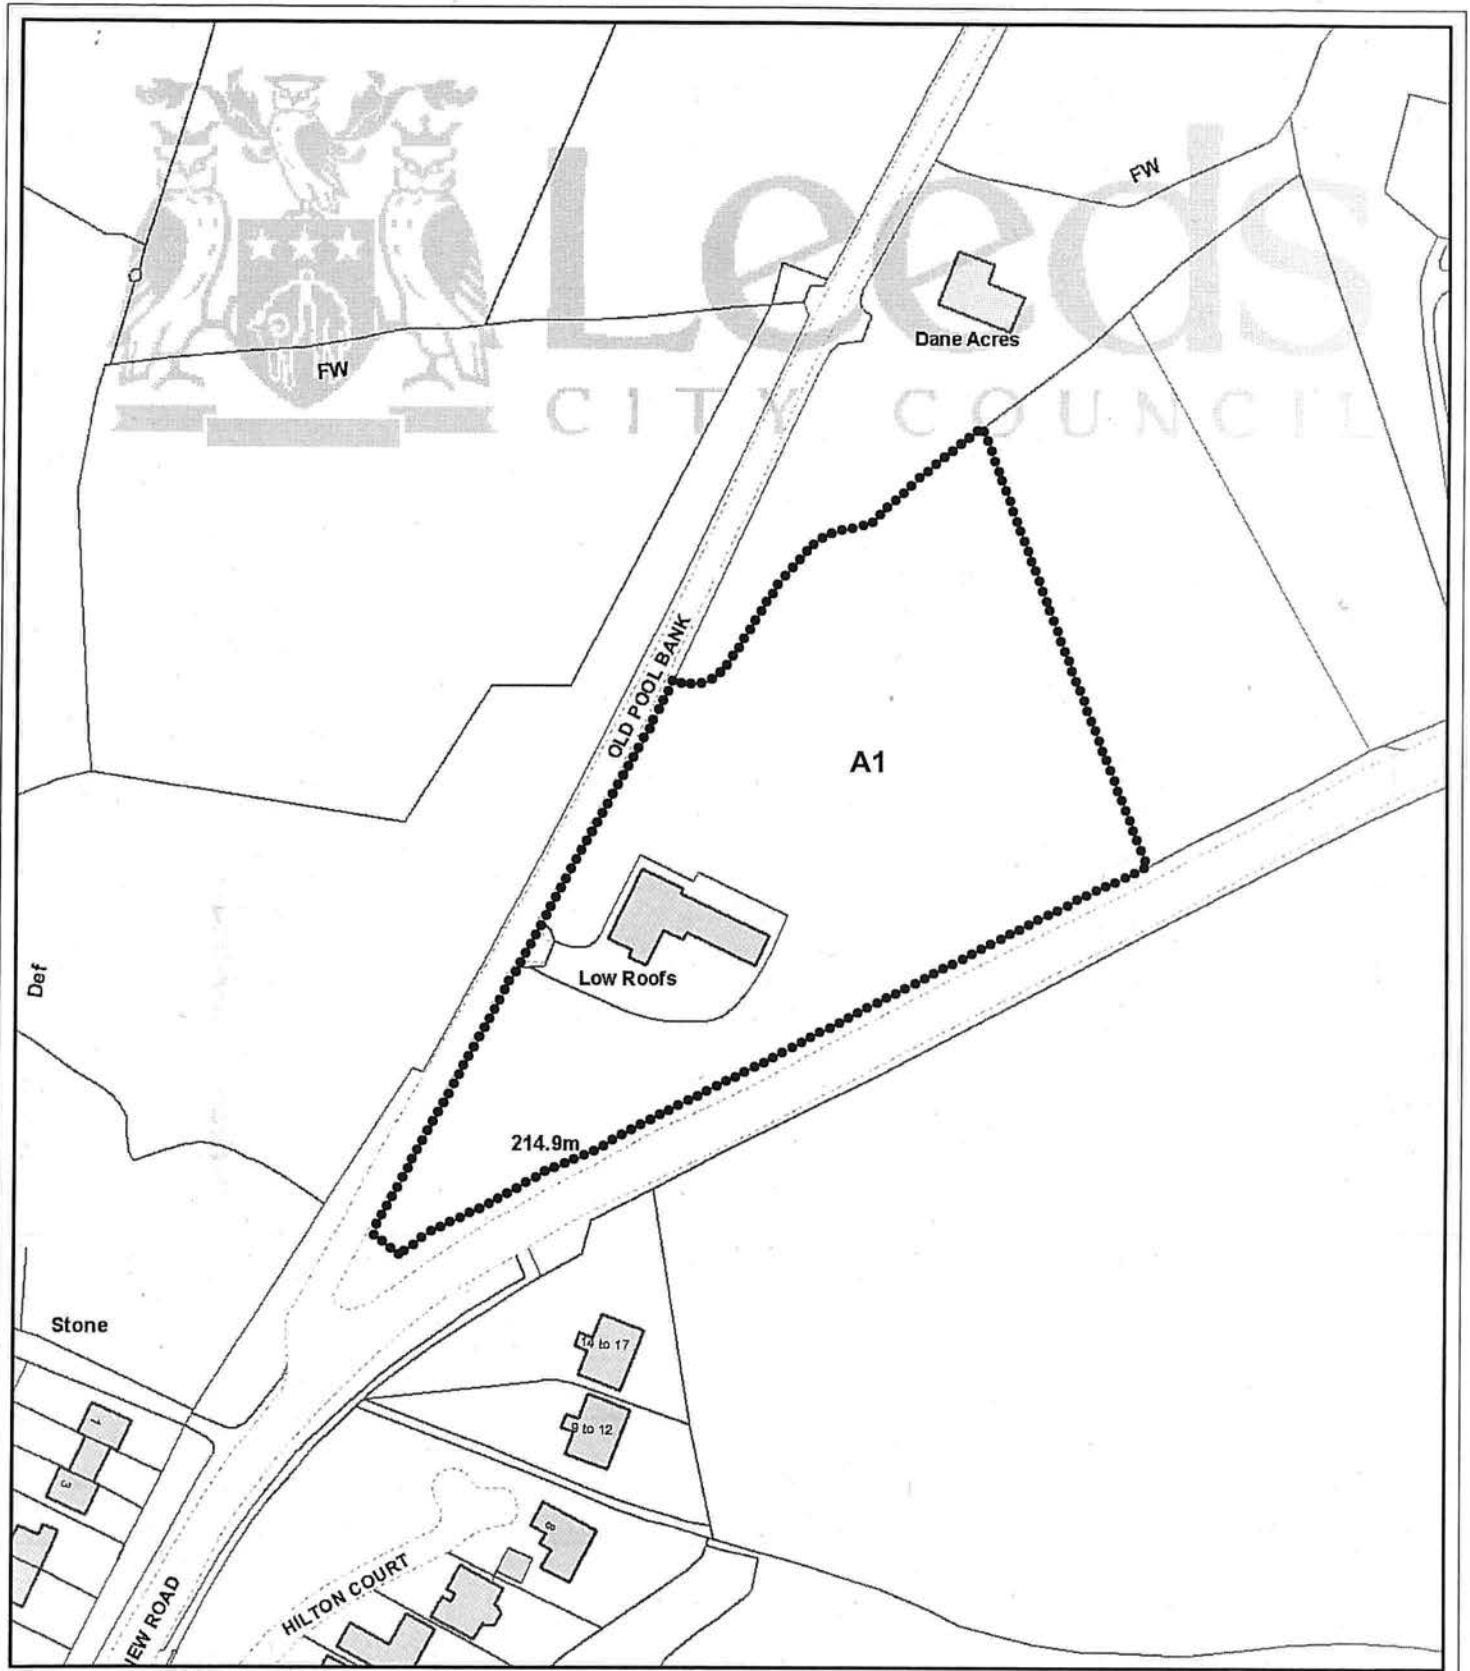 Leeds
CITY COUNCIL
FW
FW
Dane Acres
OLD POOL BANK
A1
Low Roofs
Def
214.9m
Stone
14 to 17
9 to 12
1
3
8
HILTON COURT
EW ROAD